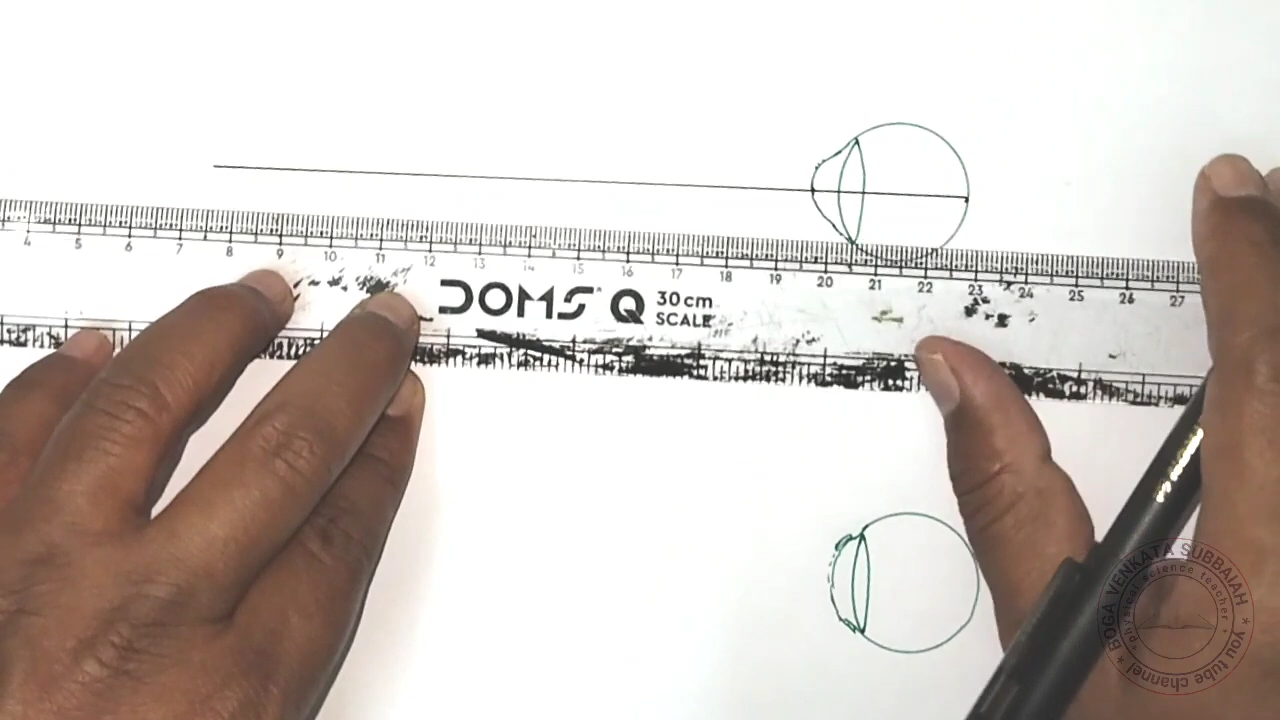 4 5 6 7 8 9 10 11 12 13 14 15 16 17 18 19 20 21 22 23 24 25 26 27
DOMS Q 30 cm
SCALE
* BOGA VENKATA SUBBAIAH * you tube channel
* physical science teacher *